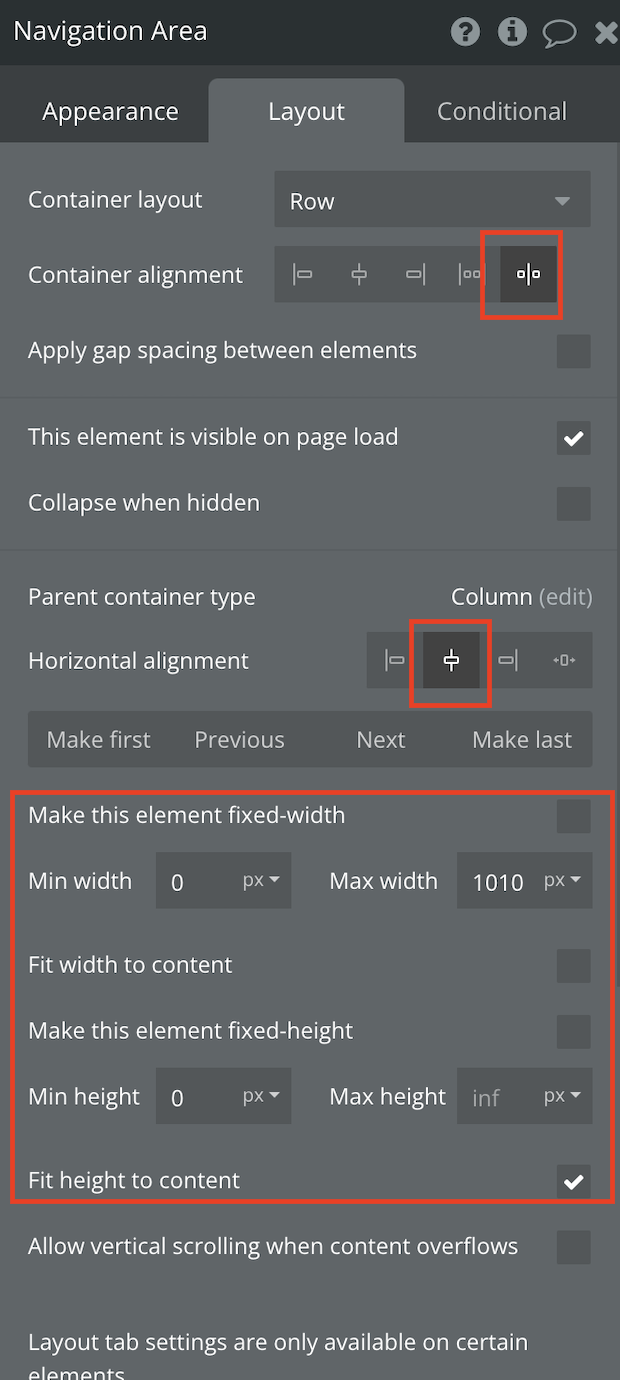 Navigation Area
Appearance Layout Conditional
Container layout Row
Container alignment
Apply gap spacing between elements
This element is visible on page load
Collapse when hidden
Parent container type Column (edit)
Horizontal alignment
Make first Previous Next Make last
Make this element fixed-width
Min width 0 px Max width 1010 px
Fit width to content
Make this element fixed-height
Min height 0 px Max height inf px
Fit height to content
Allow vertical scrolling when content overflows
Layout tab settings are only available on certain
elements